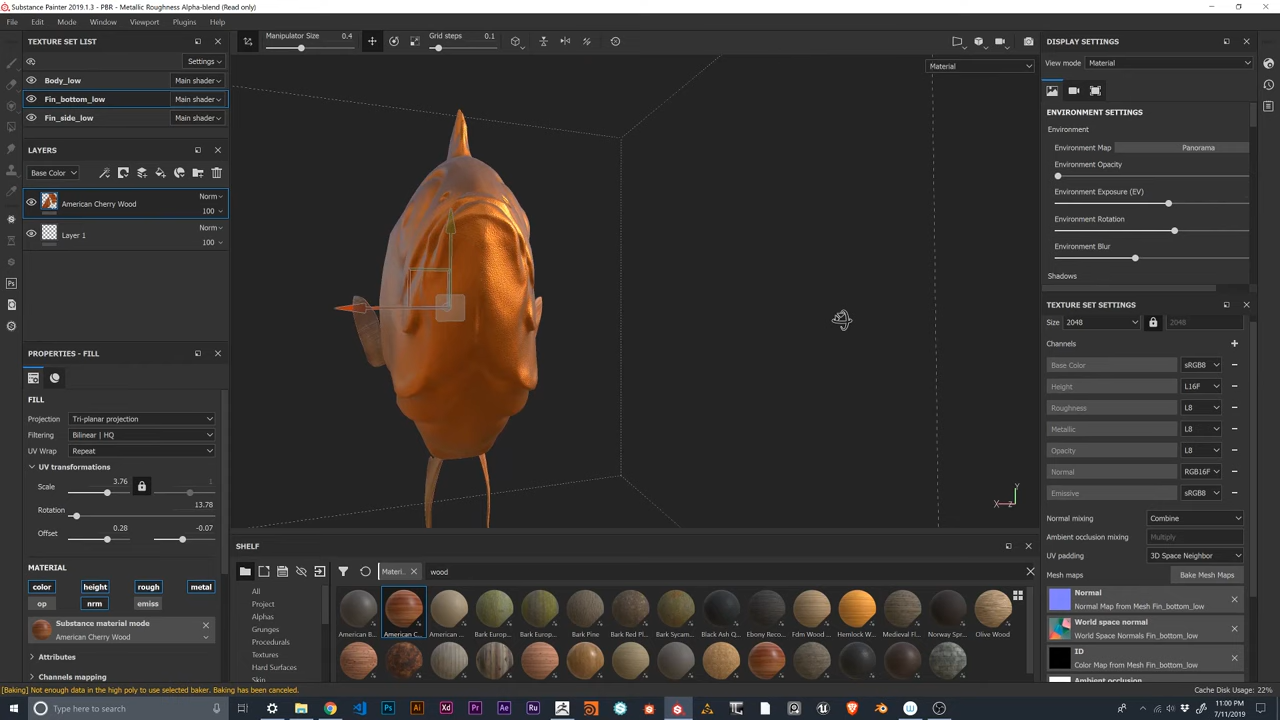 Substance Painter 2019.1.3 - PBR - Metallic Roughness Alpha-blend (Read only)
File Edit Mode Window Viewport Plugins Help
TEXTURE SET LIST
Settings
Body_low Main shader
Fin_bottom_low Main shader
Fin_side_low Main shader
LAYERS
Base Color
American Cherry Wood Norm 100
Layer 1 Norm 100
PROPERTIES - FILL
FILL
Projection Tri-planar projection
Filtering Bilinear | HQ
UV Wrap Repeat
UV transformations
Scale 3.76 1
Rotation 13.78
Offset 0.28 -0.07
MATERIAL
color height rough metal
op nrm emiss
Substance material mode
American Cherry Wood
Attributes
Channels mapping
Manipulator Size 0.4 Grid steps 0.1
Material
X Z Y
SHELF
Materi... wood
All
Project
Alphas
Grunges
Procedurals
Textures
Hard Surfaces
Skin
American B... American C... American ... Bark Europ... Bark Europ... Bark Pine Bark Red Pl... Bark Sycam... Black Ash Q... Ebony Reco... Fdm Wood ... Hemlock W... Medieval Fl... Norway Spr... Olive Wood
DISPLAY SETTINGS
View mode Material
ENVIRONMENT SETTINGS
Environment
Environment Map Panorama
Environment Opacity
Environment Exposure (EV)
Environment Rotation
Environment Blur
Shadows
TEXTURE SET SETTINGS
Size 2048 2048
Channels
Base Color sRGB8
Height L16F
Roughness L8
Metallic L8
Opacity L8
Normal RGB16F
Emissive sRGB8
Normal mixing Combine
Ambient occlusion mixing Multiply
UV padding 3D Space Neighbor
Mesh maps Bake Mesh Maps
Normal
Normal Map from Mesh Fin_bottom_low
World space normal
World Space Normals Fin_bottom_low
ID
Color Map from Mesh Fin_bottom_low
Ambient occlusion
[Baking] Not enough data in the high poly to use selected baker. Baking has been canceled.
Cache Disk Usage: 22%
Type here to search
11:00 PM
7/11/2019